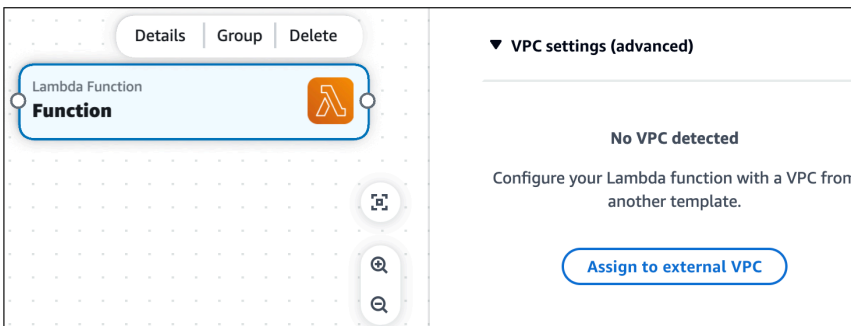 Details Group Delete
Lambda Function
Function
VPC settings (advanced)
No VPC detected
Configure your Lambda function with a VPC from
another template.
Assign to external VPC